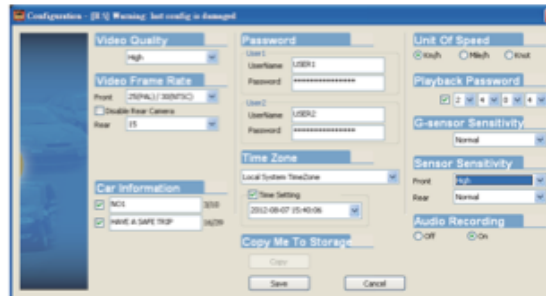 Configuration - [H:\] Warning: last config is damaged
Video Quality
High
Video Frame Rate
Front 25(PAL) / 30(NTSC)
Disable Rear Camera
Rear 15
Car Information
NO1 3/10
HAVE A SAFE TRIP 16/20
Password
User1
UserName USER1
Password ****************
User2
UserName USER2
Password ****************
Time Zone
Local System TimeZone
Time Setting
2012-08-07 15:40:06
Copy Me To Storage
Copy
Save Cancel
Unit Of Speed
Km/h Mile/h Knot
Playback Password
2 4 0 4
G-sensor Sensitivity
Normal
Sensor Sensitivity
Front High
Rear Normal
Audio Recording
Off On